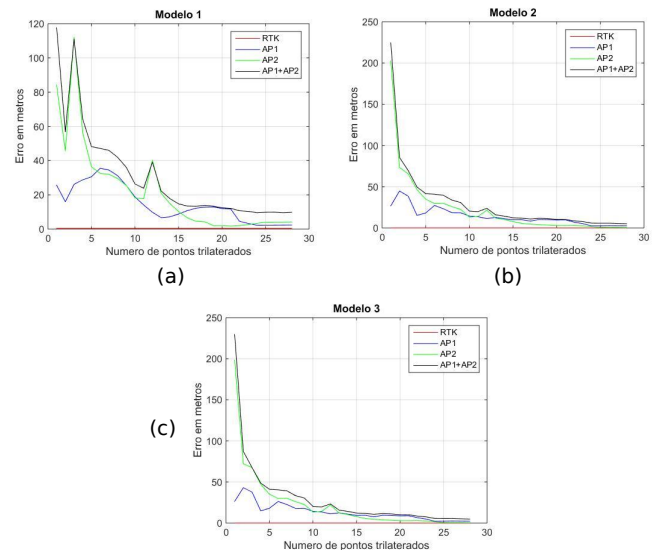 Modelo 1
Erro em metros
120
100
80
60
40
20
0
0 5 10 15 20 25 30
Numero de pontos trilaterados
RTK
AP1
AP2
AP1+AP2
(a)
Modelo 2
Erro em metros
250
200
150
100
50
0
0 5 10 15 20 25 30
Numero de pontos trilaterados
RTK
AP1
AP2
AP1+AP2
(b)
(c)
Modelo 3
Erro em metros
250
200
150
100
50
0
0 5 10 15 20 25 30
Numero de pontos trilaterados
RTK
AP1
AP2
AP1+AP2